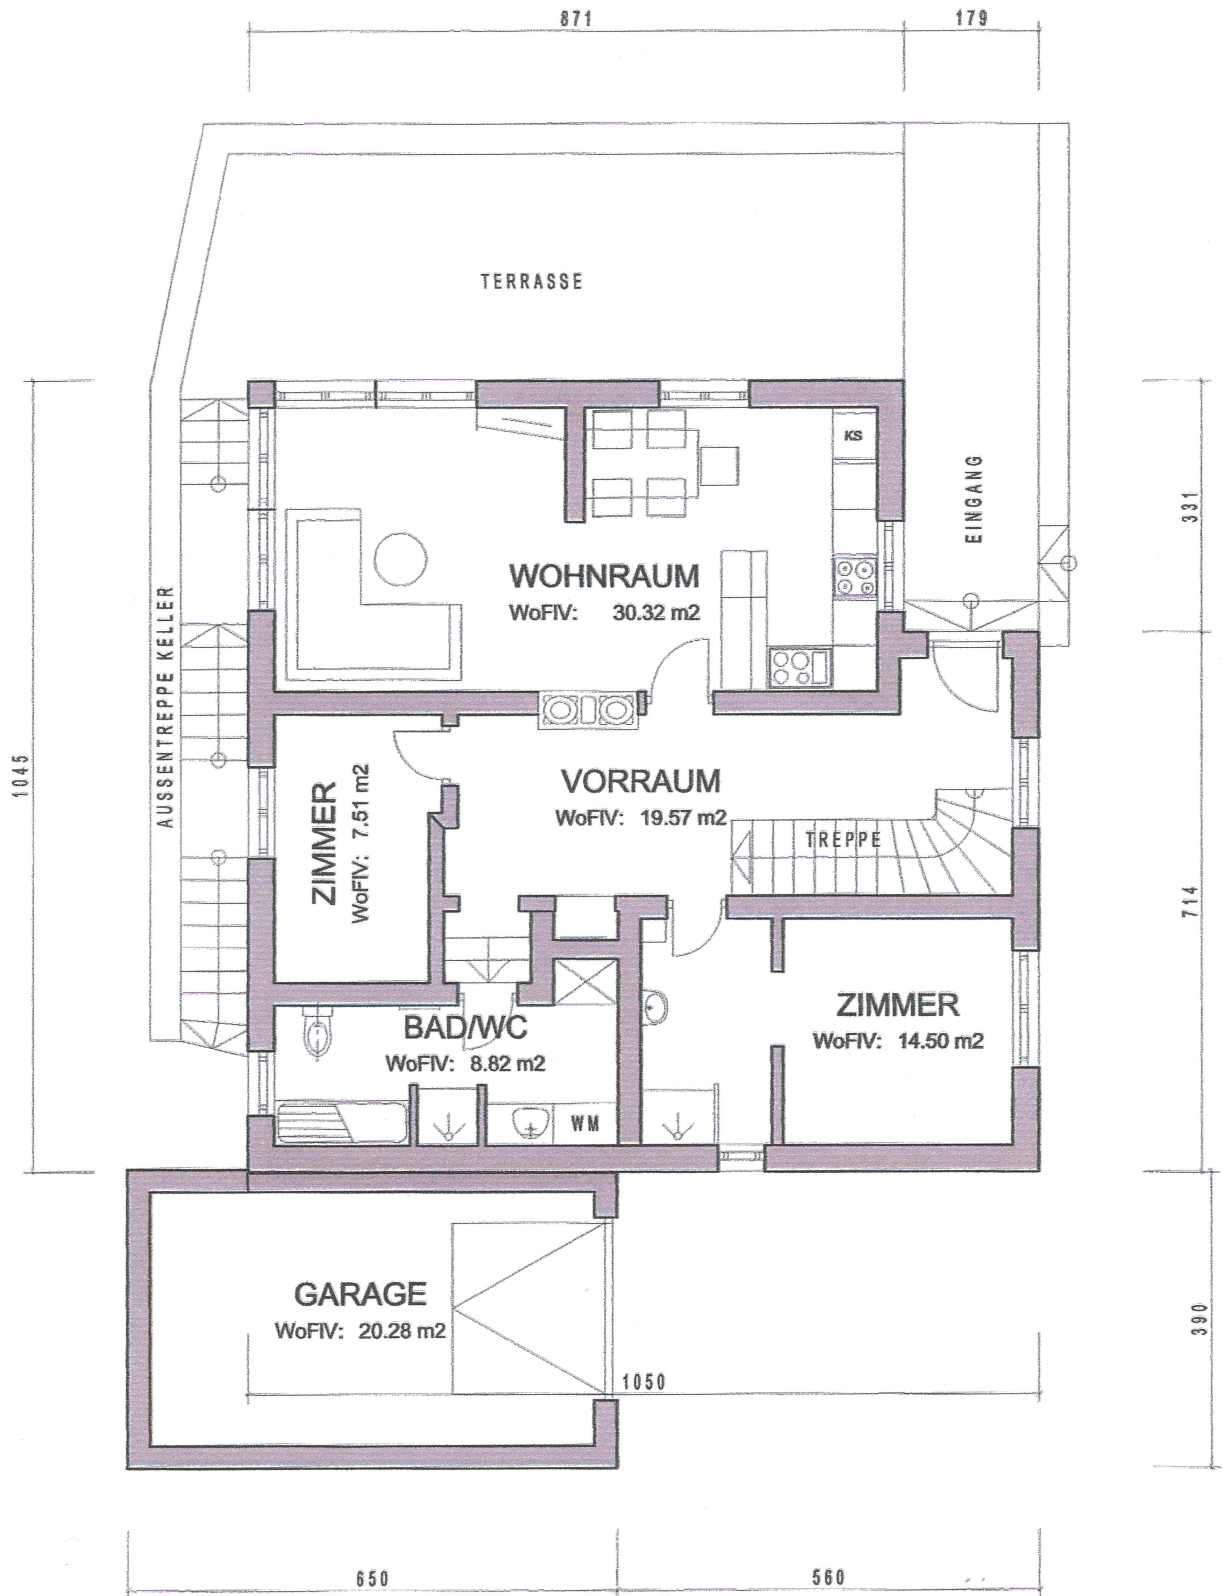 871
179
TERRASSE
KS
EINGANG
331
WOHNRAUM
WoFlV: 30.32 m2
AUSSENTREPPE KELLER
1045
ZIMMER
WoFlV: 7.51 m2
VORRAUM
WoFlV: 19.57 m2
TREPPE
714
ZIMMER
WoFlV: 14.50 m2
BAD/WC
WoFlV: 8.82 m2
WM
GARAGE
WoFlV: 20.28 m2
390
1050
650
560